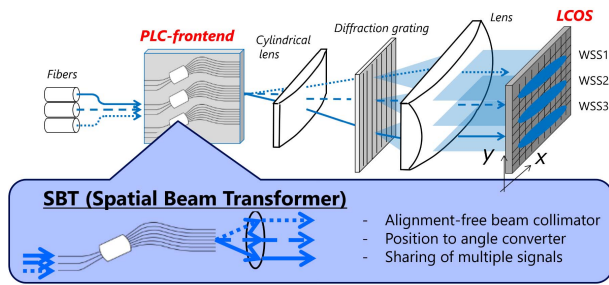 PLC-frontend
Cylindrical
lens
Diffraction grating
Lens
LCOS
Fibers
WSS1
WSS2
WSS3
y
x
SBT (Spatial Beam Transformer)
- Alignment-free beam collimator
- Position to angle converter
- Sharing of multiple signals